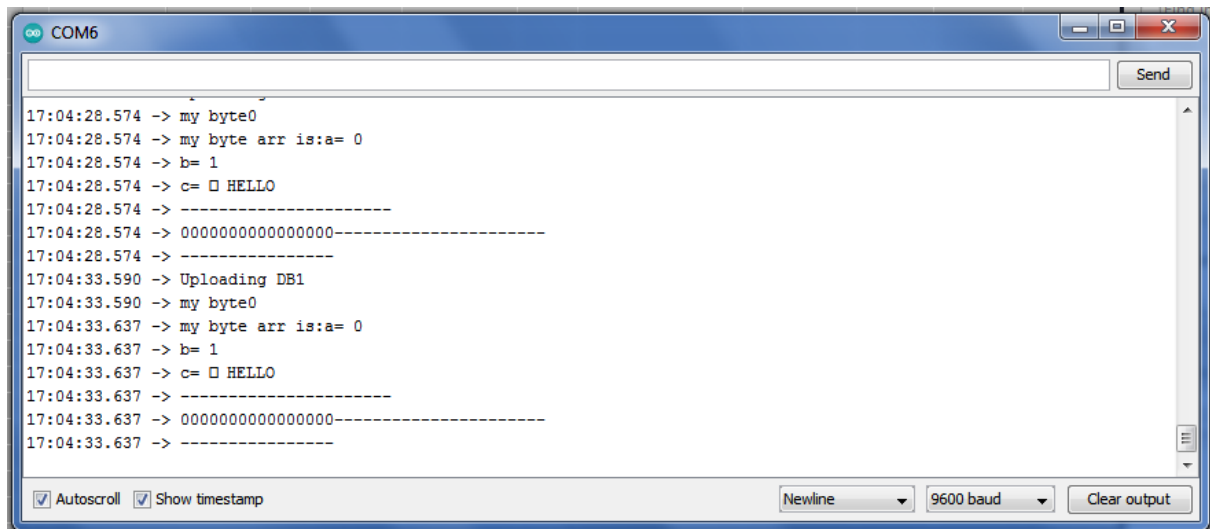 COM6
Send
17:04:28.574 -> my byte0
17:04:28.574 -> my byte arr is:a= 0
17:04:28.574 -> b= 1
17:04:28.574 -> c= □ HELLO
17:04:28.574 -> ----------------------
17:04:28.574 -> 0000000000000000----------------------
17:04:28.574 -> ----------------
17:04:33.590 -> Uploading DB1
17:04:33.590 -> my byte0
17:04:33.637 -> my byte arr is:a= 0
17:04:33.637 -> b= 1
17:04:33.637 -> c= □ HELLO
17:04:33.637 -> ----------------------
17:04:33.637 -> 0000000000000000----------------------
17:04:33.637 -> ----------------
Autoscroll Show timestamp Newline 9600 baud Clear output